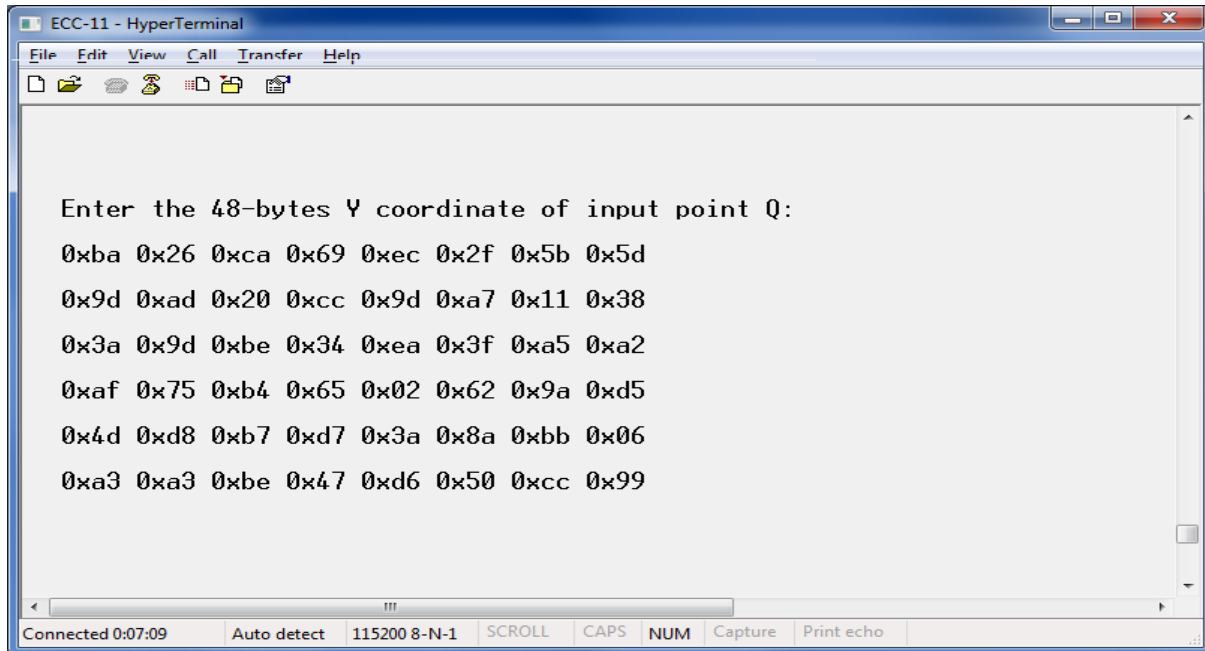 ECC-11 - HyperTerminal
File Edit View Call Transfer Help
Enter the 48-bytes Y coordinate of input point Q:
0xba 0x26 0xca 0x69 0xec 0x2f 0x5b 0x5d
0x9d 0xad 0x20 0xcc 0x9d 0xa7 0x11 0x38
0x3a 0x9d 0xbe 0x34 0xea 0x3f 0xa5 0xa2
0xaf 0x75 0xb4 0x65 0x02 0x62 0x9a 0xd5
0x4d 0xd8 0xb7 0xd7 0x3a 0x8a 0xbb 0x06
0xa3 0xa3 0xbe 0x47 0xd6 0x50 0xcc 0x99
Connected 0:07:09 Auto detect 115200 8-N-1 SCROLL CAPS NUM Capture Print echo